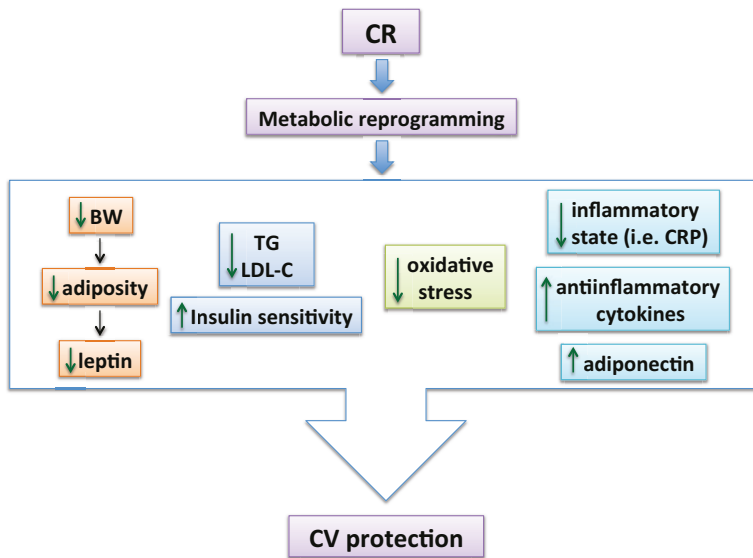 CR
Metabolic reprogramming
↓ BW
↓ adiposity
↓ leptin
↓ TG
LDL-C
↑ Insulin sensitivity
↓ oxidative
stress
↓ inflammatory
state (i.e. CRP)
↑ antiinflammatory
cytokines
↑ adiponectin
CV protection